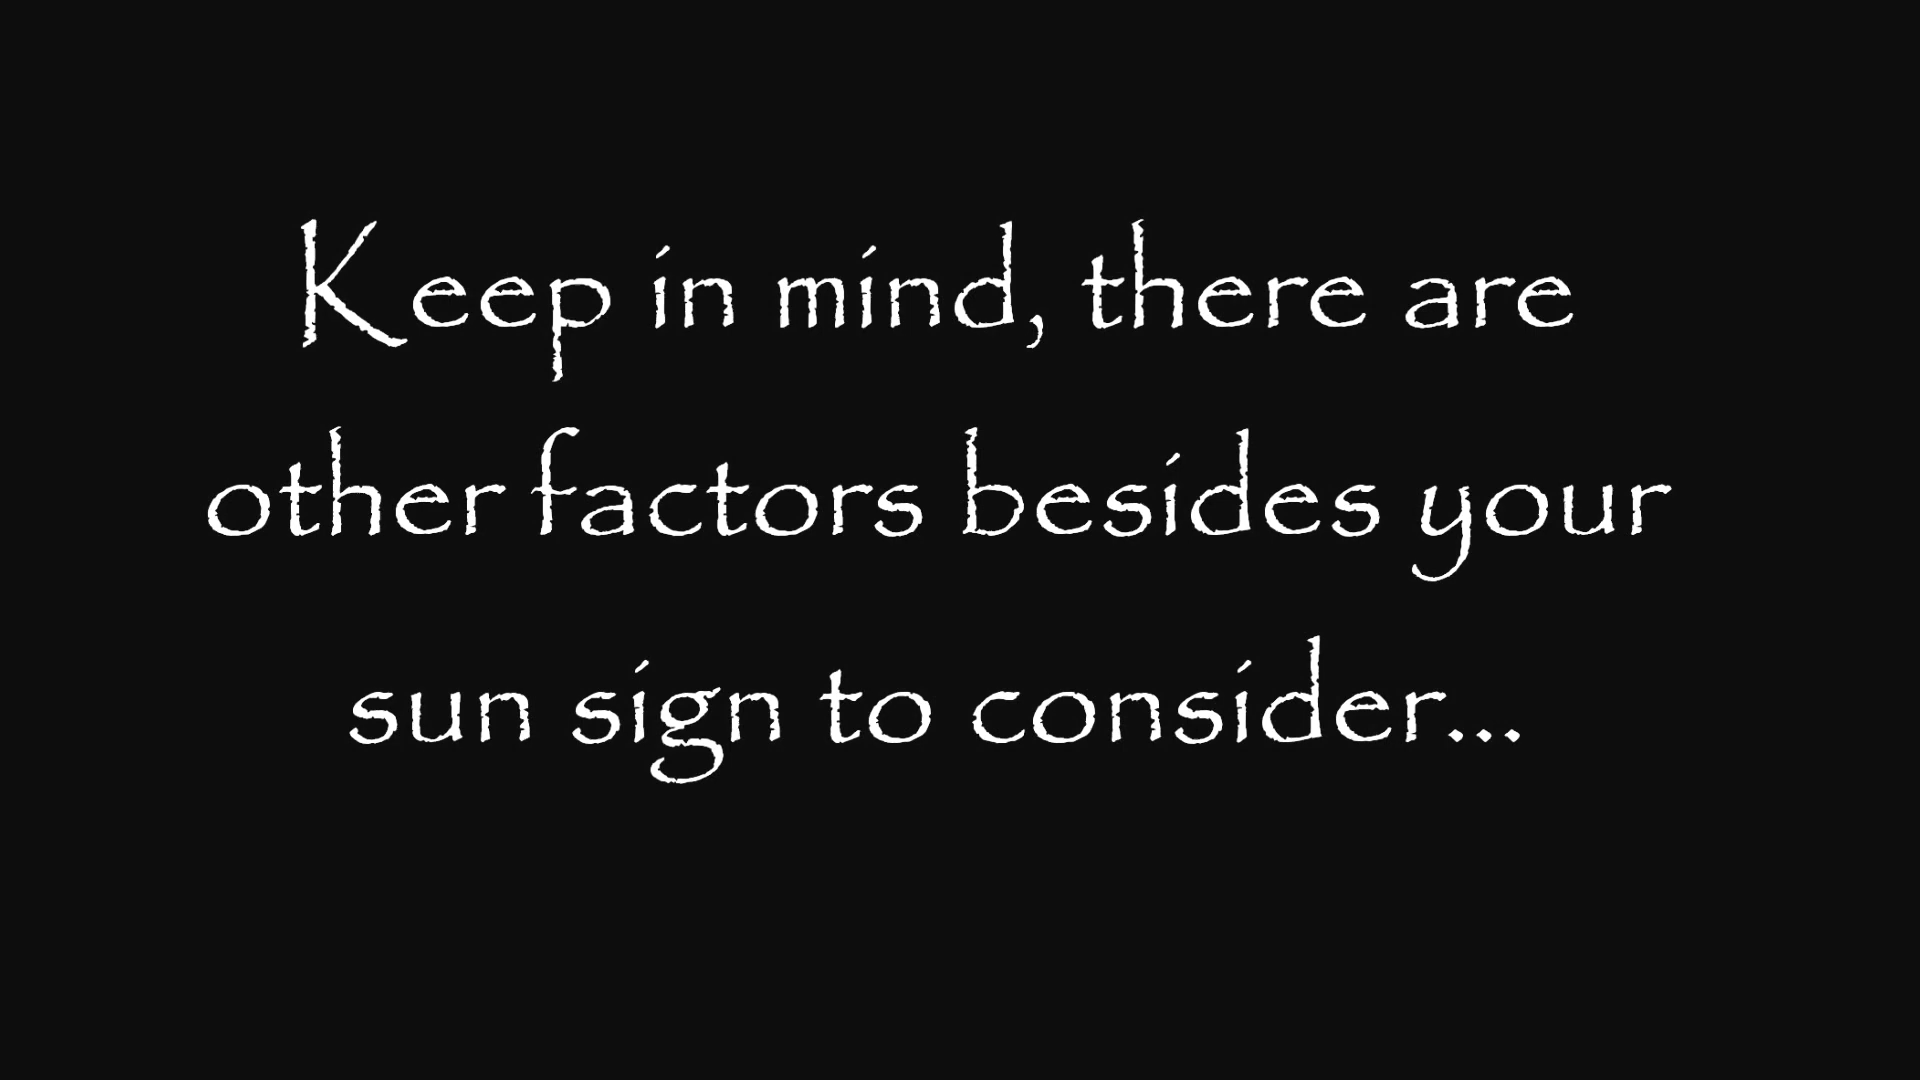 Keep in mind, there are
other factors besides your
sun sign to consider...